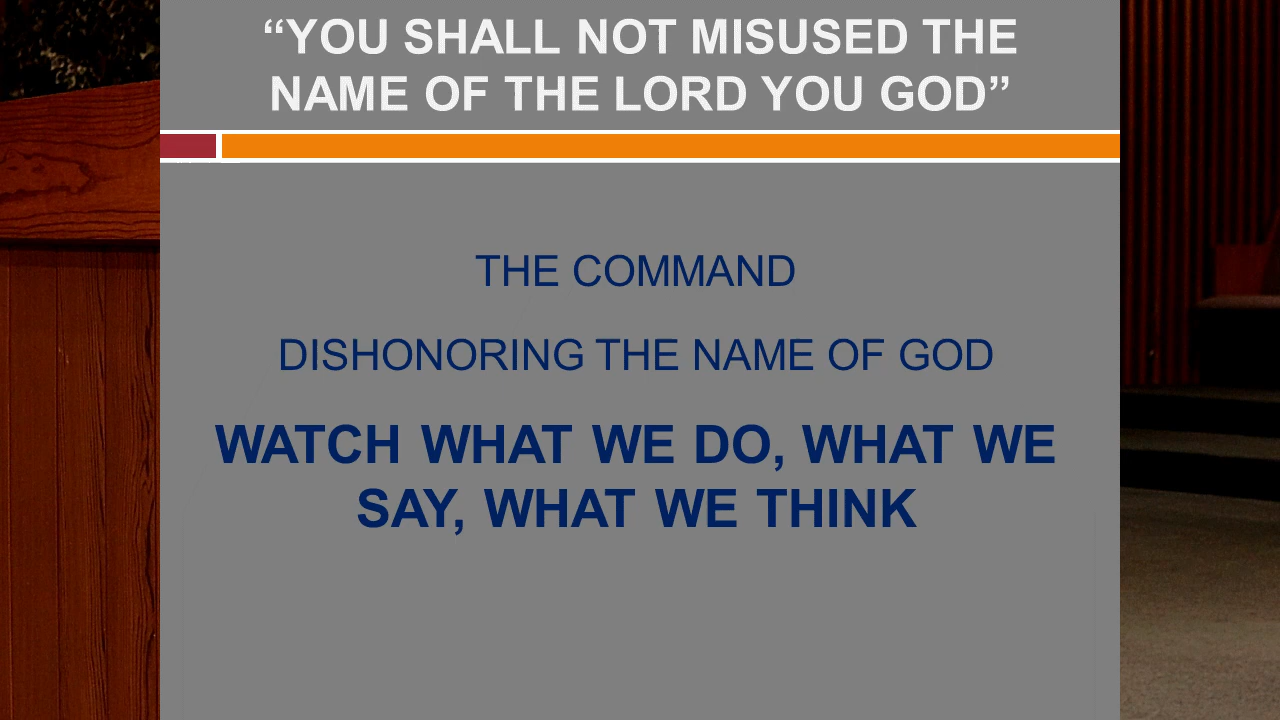 “YOU SHALL NOT MISUSED THE
NAME OF THE LORD YOU GOD”
THE COMMAND
DISHONORING THE NAME OF GOD
WATCH WHAT WE DO, WHAT WE
SAY, WHAT WE THINK